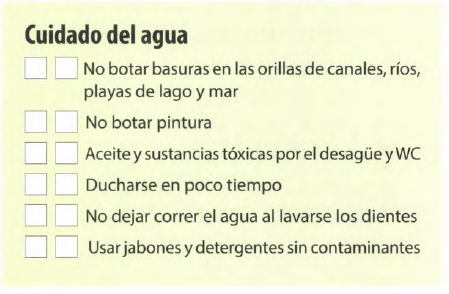 Cuidado del agua
No botar basuras en las orillas de canales, ríos,
playas de lago y mar
No botar pintura
Aceite y sustancias tóxicas por el desagüe y WC
Ducharse en poco tiempo
No dejar correr el agua al lavarse los dientes
Usar jabones y detergentes sin contaminantes